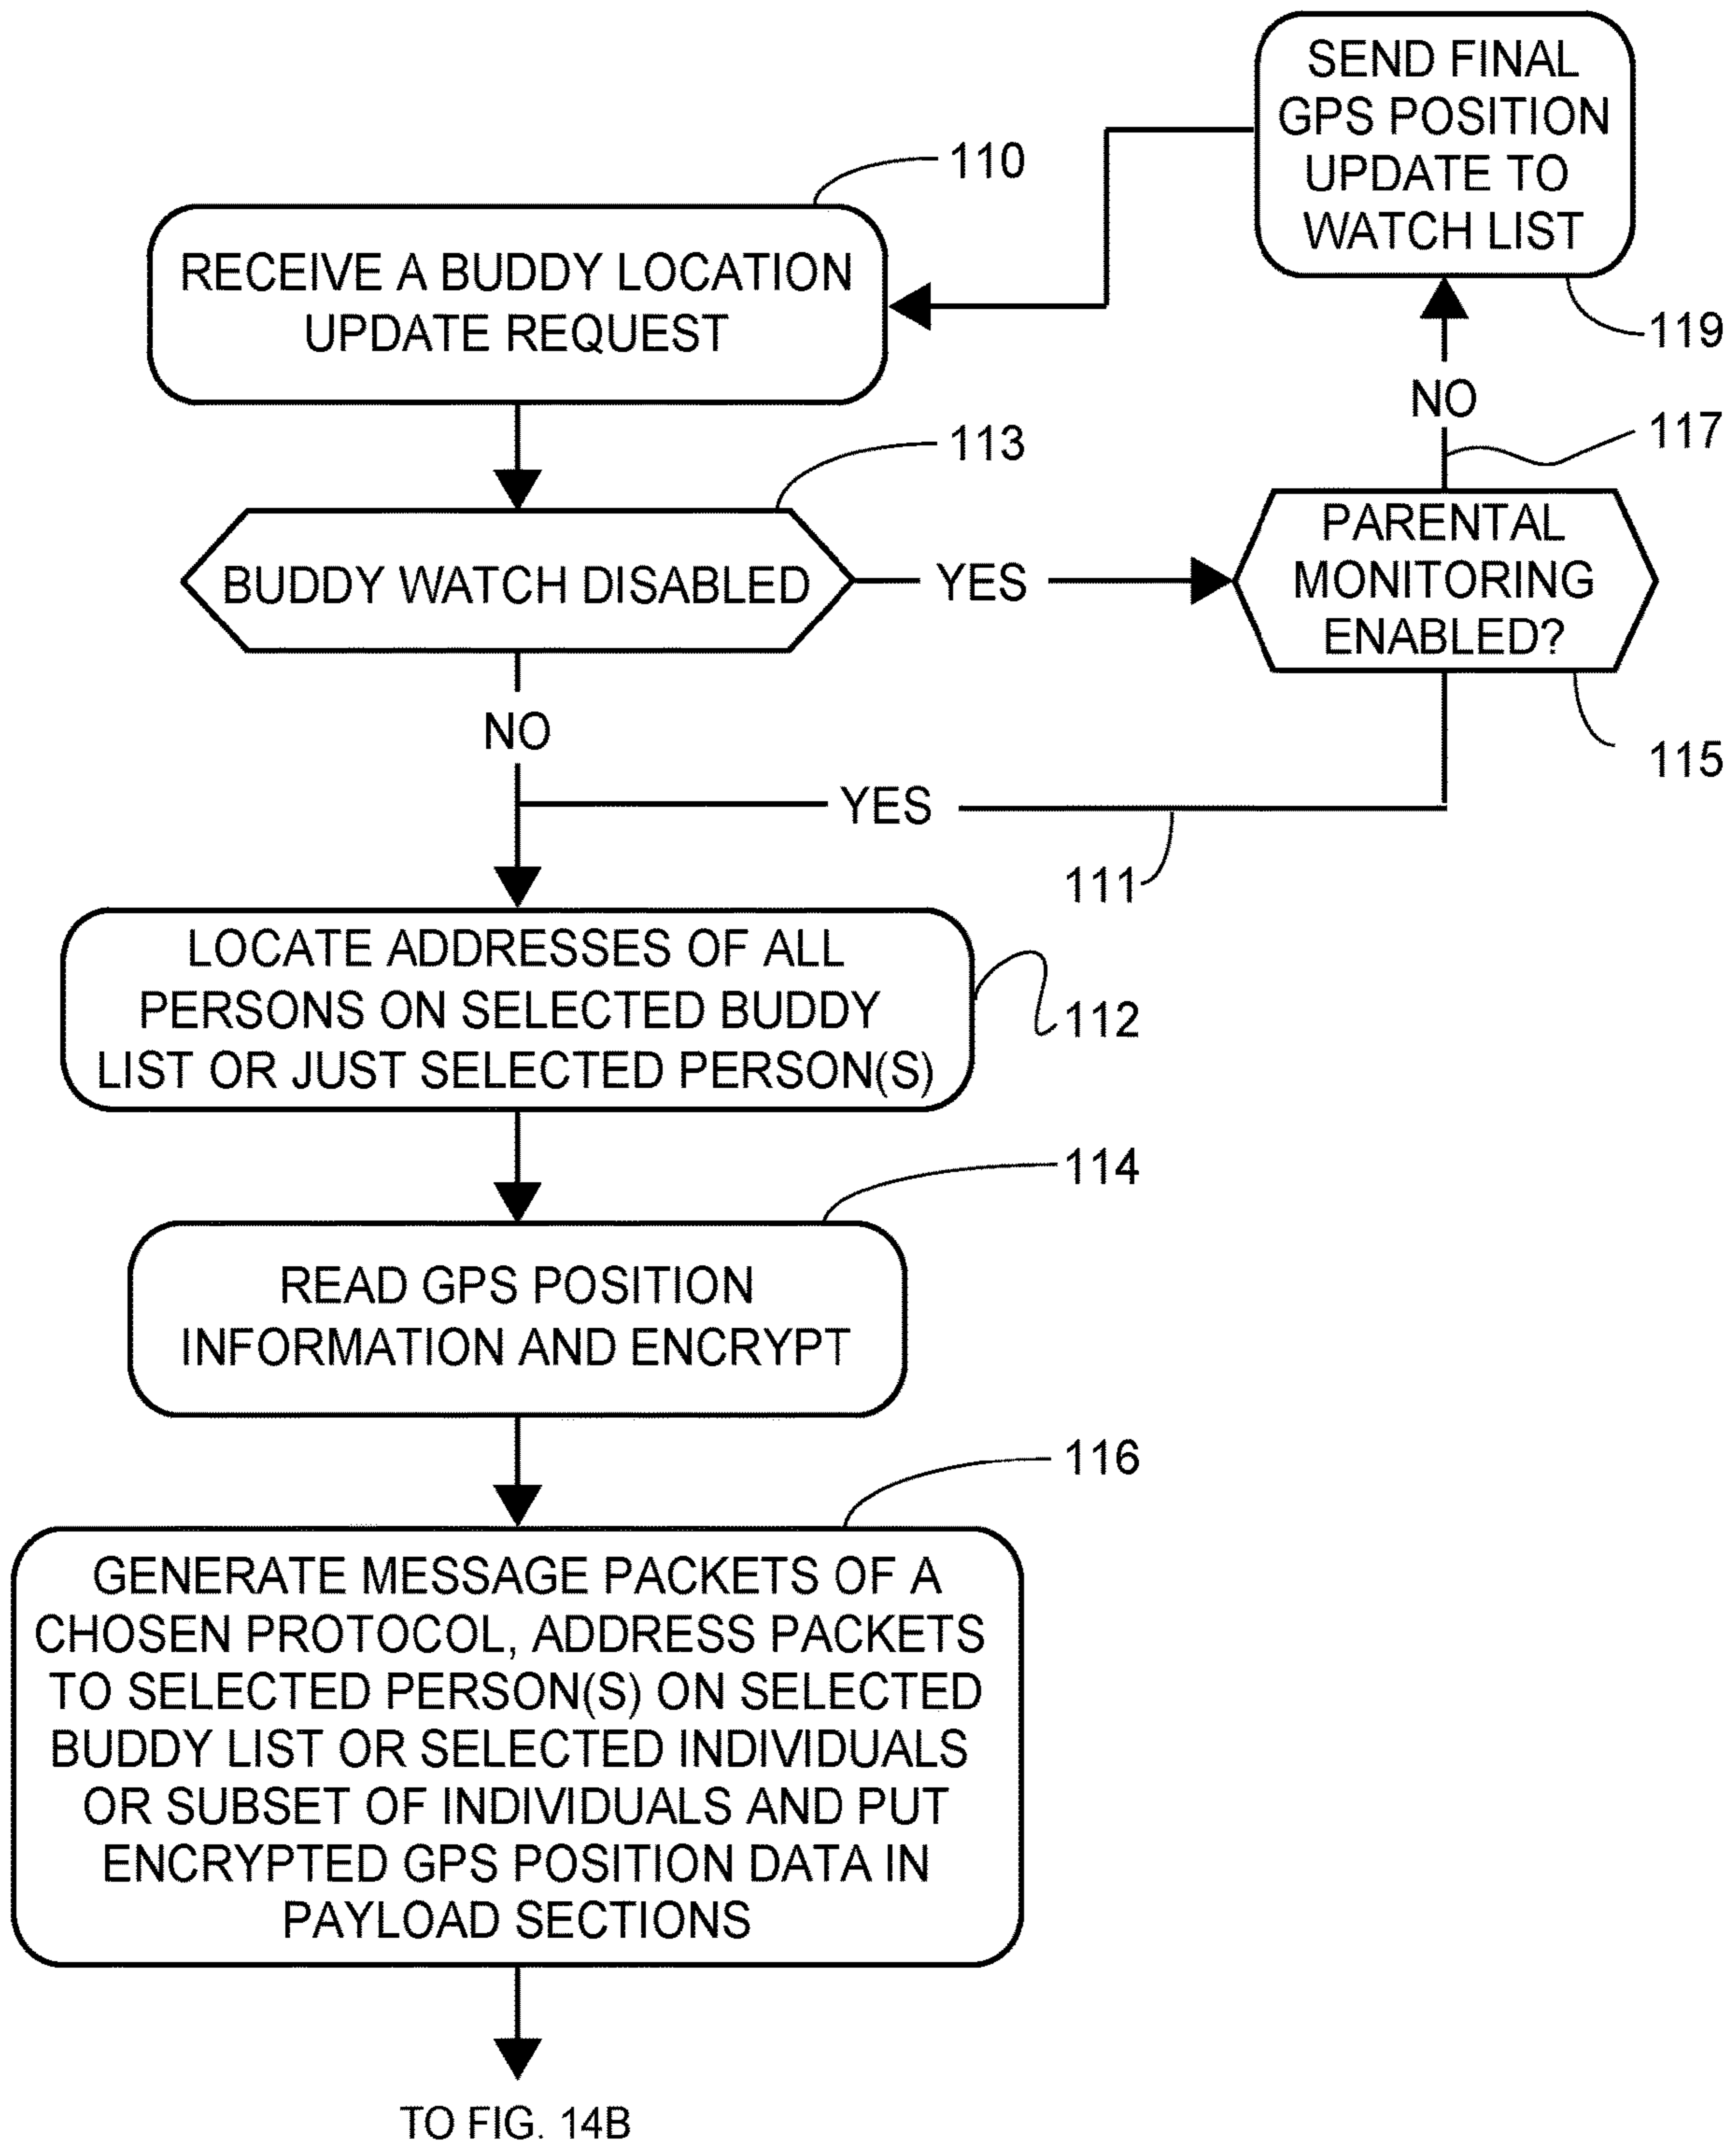 SEND FINAL
GPS POSITION
UPDATE TO
WATCH LIST
119
110
RECEIVE A BUDDY LOCATION
UPDATE REQUEST
NO
117
113
BUDDY WATCH DISABLED
YES
PARENTAL
MONITORING
ENABLED?
115
NO
YES
111
LOCATE ADDRESSES OF ALL
PERSONS ON SELECTED BUDDY
LIST OR JUST SELECTED PERSON(S)
112
114
READ GPS POSITION
INFORMATION AND ENCRYPT
116
GENERATE MESSAGE PACKETS OF A
CHOSEN PROTOCOL, ADDRESS PACKETS
TO SELECTED PERSON(S) ON SELECTED
BUDDY LIST OR SELECTED INDIVIDUALS
OR SUBSET OF INDIVIDUALS AND PUT
ENCRYPTED GPS POSITION DATA IN
PAYLOAD SECTIONS
TO FIG. 14B